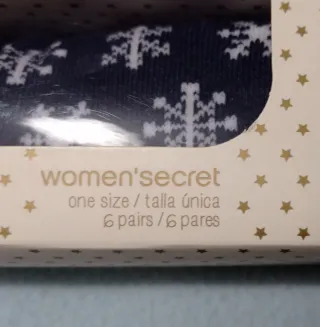 women'secret
one size / talla única
6 pairs / 6 pares